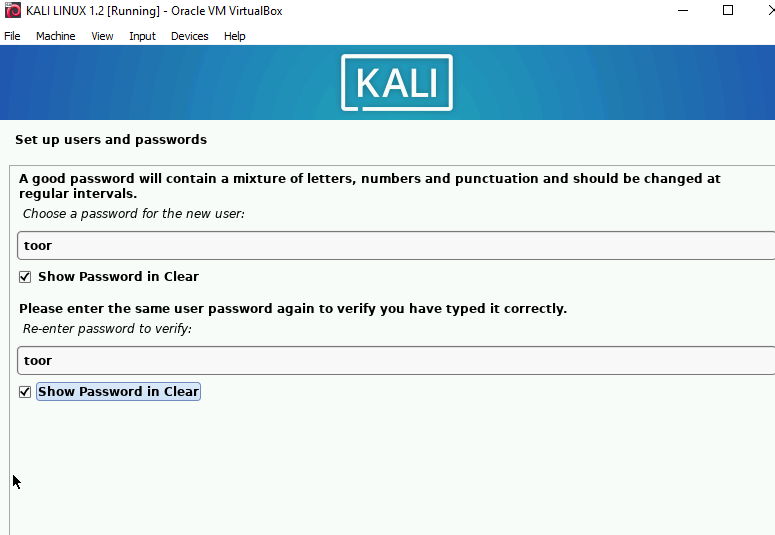 KALI LINUX 1.2 [Running] - Oracle VM VirtualBox
File Machine View Input Devices Help
KALI
Set up users and passwords
A good password will contain a mixture of letters, numbers and punctuation and should be changed at
regular intervals.
Choose a password for the new user:
toor
Show Password in Clear
Please enter the same user password again to verify you have typed it correctly.
Re-enter password to verify:
toor
Show Password in Clear